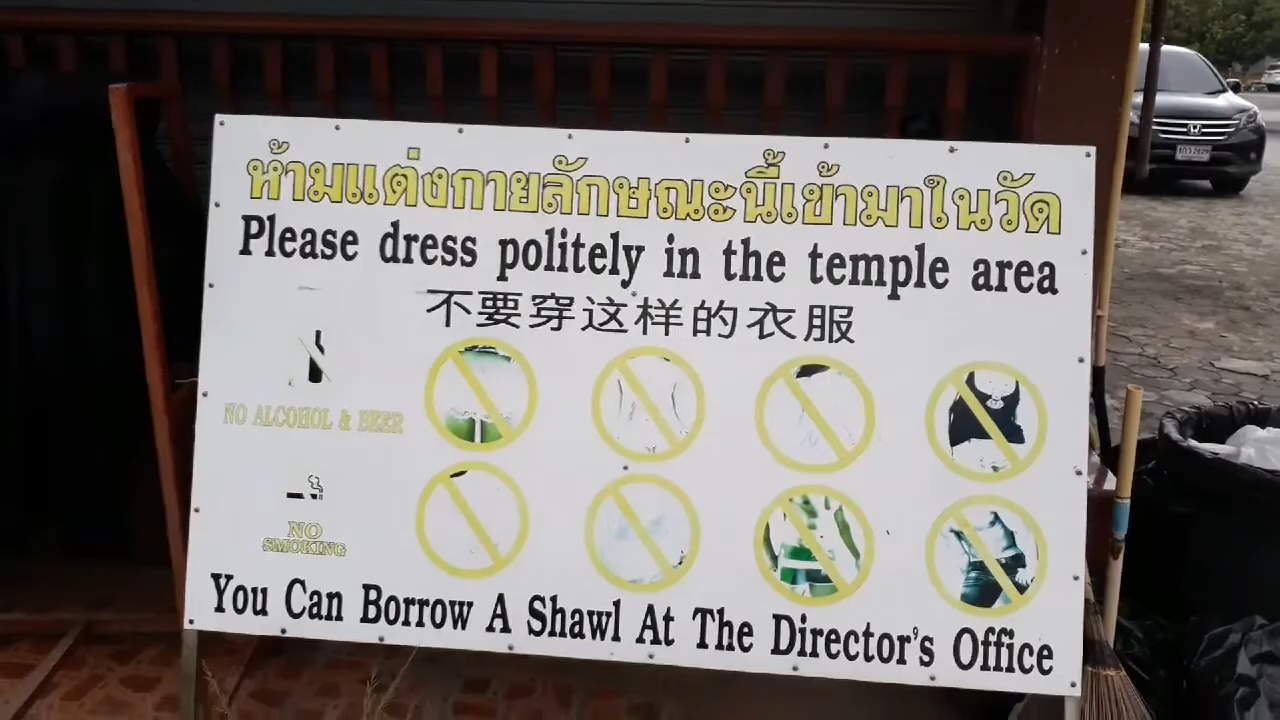 ห้ามแต่งกายลักษณะนี้เข้ามาในวัด
Please dress politely in the temple area
不要穿这样的衣服
NO ALCOHOL & BEER
NO
SMOKING
You Can Borrow A Shawl At The Director's Office